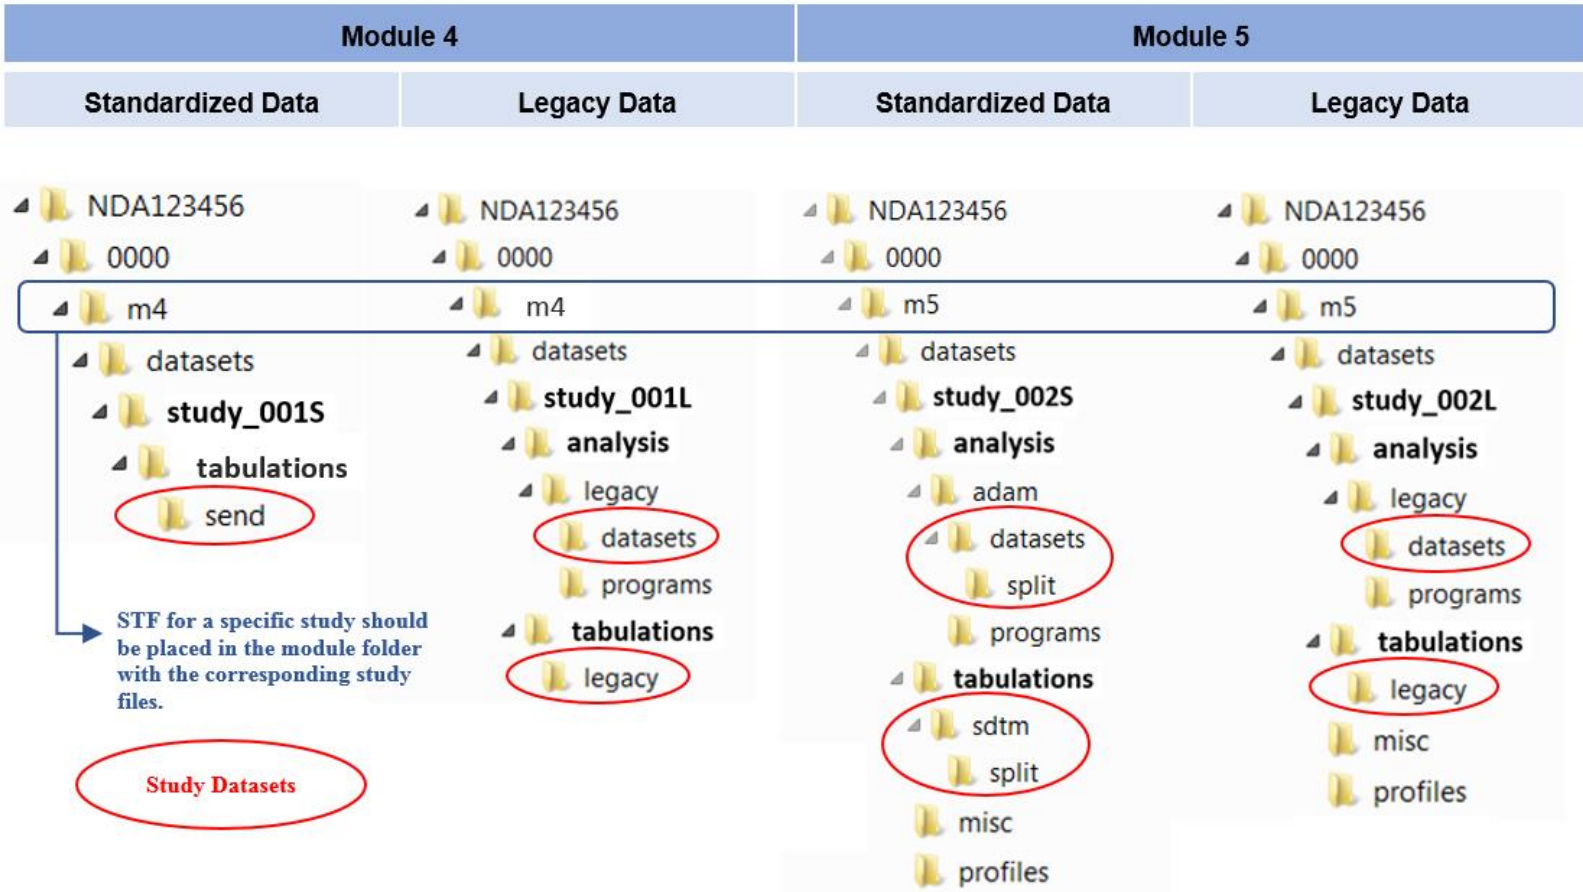 Module 4
Module 5
Standardized Data
Legacy Data
Standardized Data
Legacy Data
NDA123456
0000
m4
datasets
study_001S
tabulations
send
STF for a specific study should
be placed in the module folder
with the corresponding study
files.
Study Datasets
NDA123456
0000
m4
datasets
study_001L
analysis
legacy
datasets
programs
tabulations
legacy
NDA123456
0000
m5
datasets
study_002S
analysis
adam
datasets
split
programs
tabulations
sdtm
split
misc
profiles
NDA123456
0000
m5
datasets
study_002L
analysis
legacy
datasets
programs
tabulations
legacy
misc
profiles